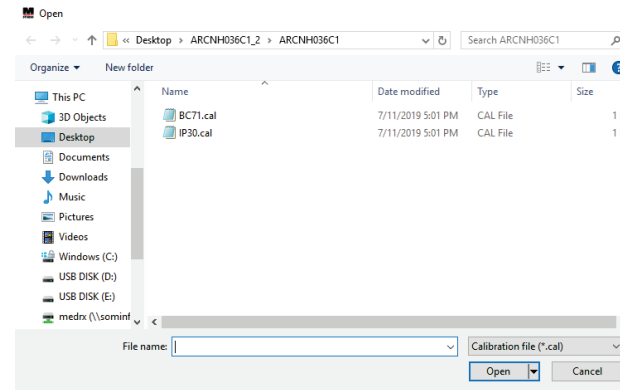 Open
« Desktop > ARCNH036C1_2 > ARCNH036C1
Search ARCNH036C1
Organize
New folder
Name Date modified Type Size
This PC
3D Objects
Desktop
Documents
Downloads
Music
Pictures
Videos
Windows (C:)
USB DISK (D:)
USB DISK (E:)
medrx (\\sominf
BC71.cal 7/11/2019 5:01 PM CAL File 1
IP30.cal 7/11/2019 5:01 PM CAL File 1
File name:
Calibration file (*.cal)
Open
Cancel